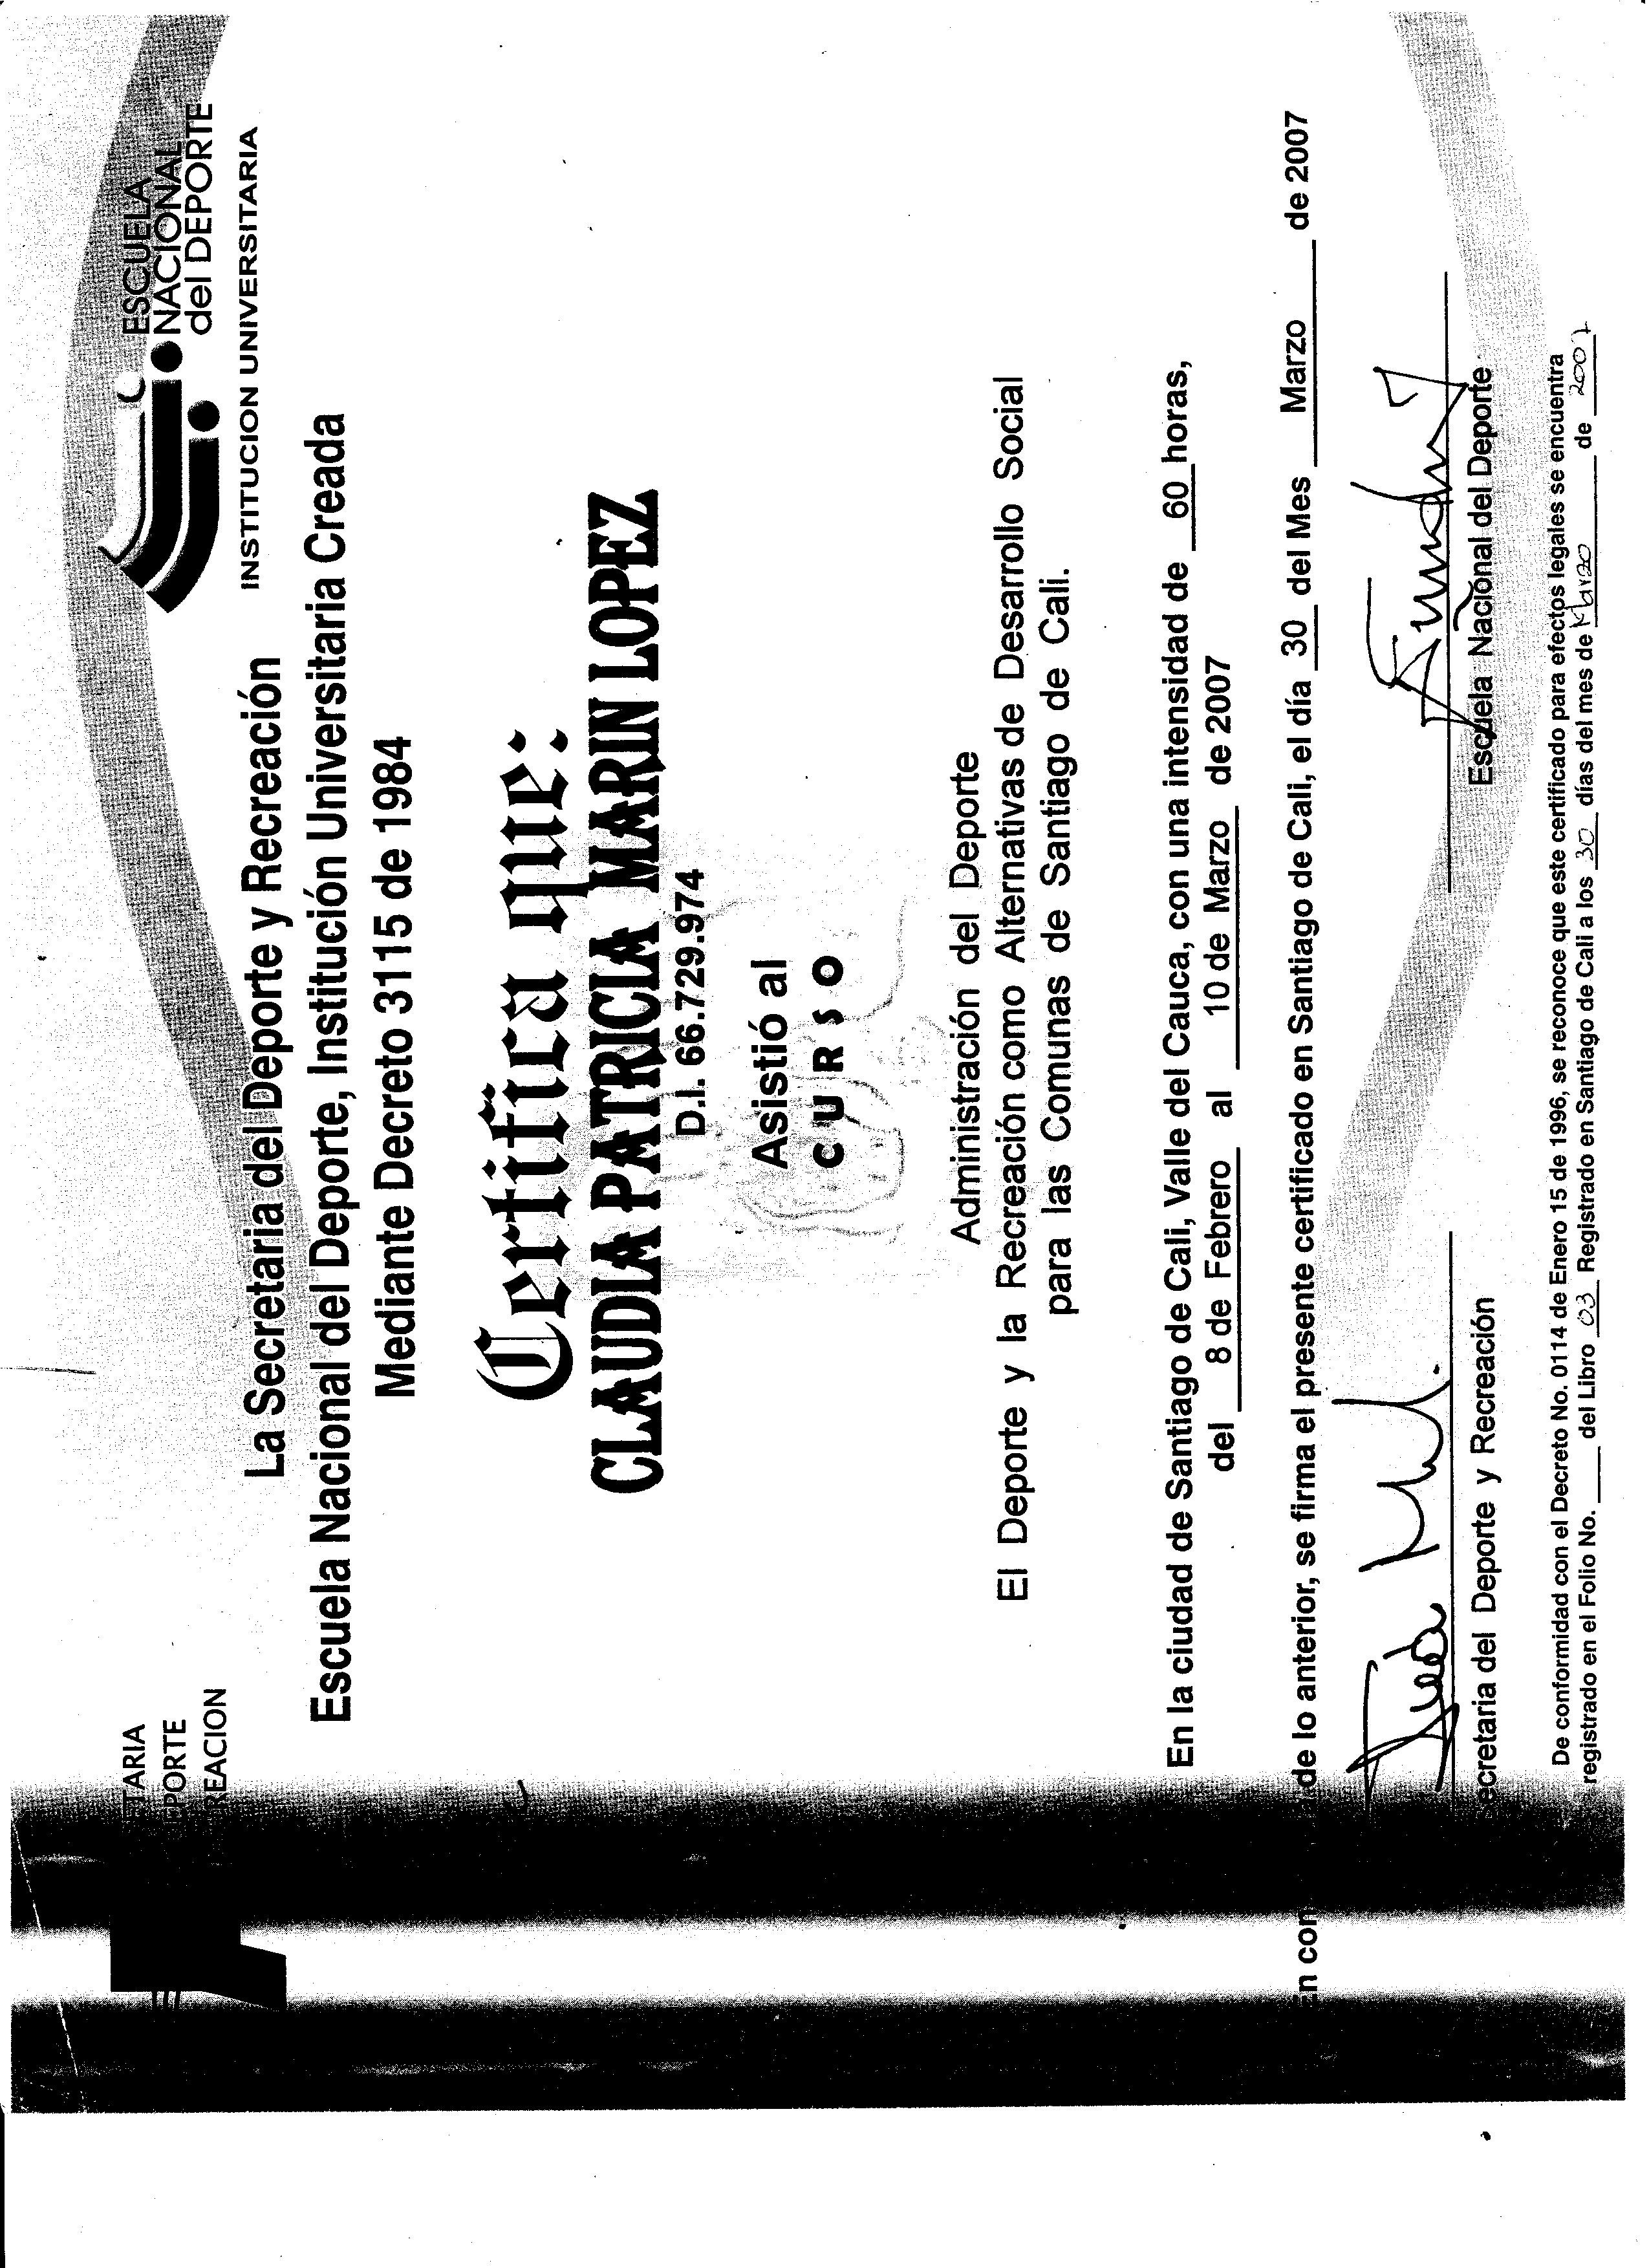 TARIA
PORTE
REACION
ESCUELA
NACIONAL
del DEPORTE
INSTITUCION UNIVERSITARIA
La Secretaria del Deporte y Recreación
Escuela Nacional del Deporte, Institución Universitaria Creada
Mediante Decreto 3115 de 1984
Certifica que:
CLAUDIA PATRICIA MARIN LOPEZ
D.I. 66.729.974
Asistió al
CURSO
Administración del Deporte
El Deporte y la Recreación como Alternativas de Desarrollo Social
para las Comunas de Santiago de Cali.
En la ciudad de Santiago de Cali, Valle del Cauca, con una intensidad de 60 horas,
del 8 de Febrero al 10 de Marzo de 2007
En con de lo anterior, se firma el presente certificado en Santiago de Cali, el día 30 del Mes Marzo de 2007
ecretaria del Deporte y Recreación
Escuela Nacional del Deporte
De conformidad con el Decreto No. 0114 de Enero 15 de 1996, se reconoce que este certificado para efectos legales se encuentra
registrado en el Folio No. ____ del Libro 03 Registrado en Santiago de Cali a los 30 días del mes de Marzo de 2007